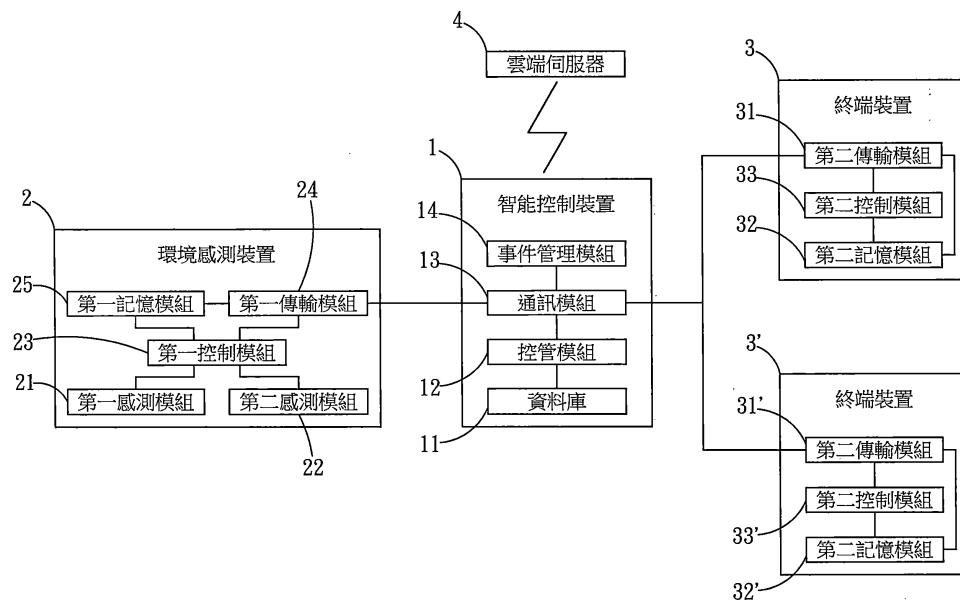 4
雲端伺服器
3
終端裝置
31
第二傳輸模組
33
第二控制模組
32
第二記憶模組
1
智能控制裝置
14
事件管理模組
13
通訊模組
12
控管模組
11
資料庫
2
環境感測裝置
24
25
第一記憶模組
第一傳輸模組
23
第一控制模組
21
第一感測模組
第二感測模組
22
3'
終端裝置
31'
第二傳輸模組
第二控制模組
33'
第二記憶模組
32'